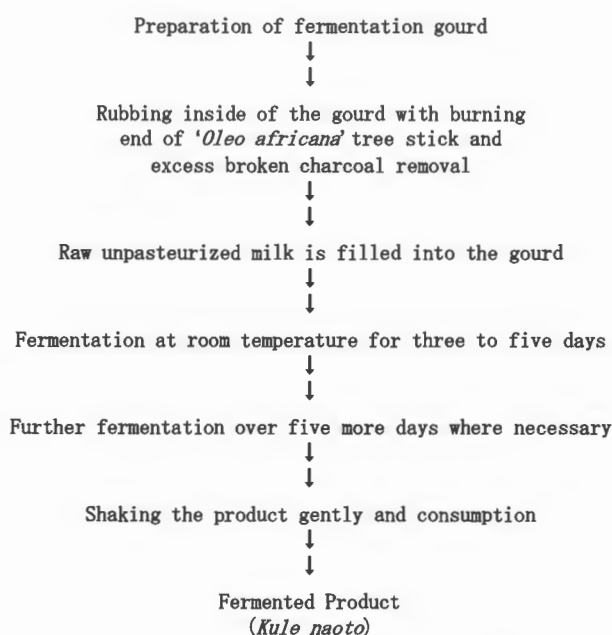 Preparation of fermentation gourd
↓
↓
Rubbing inside of the gourd with burning
end of ‘Oleo africana’ tree stick and
excess broken charcoal removal
↓
↓
Raw unpasteurized milk is filled into the gourd
↓
↓
Fermentation at room temperature for three to five days
↓
↓
Further fermentation over five more days where necessary
↓
↓
Shaking the product gently and consumption
↓
↓
Fermented Product
(Kule naoto)